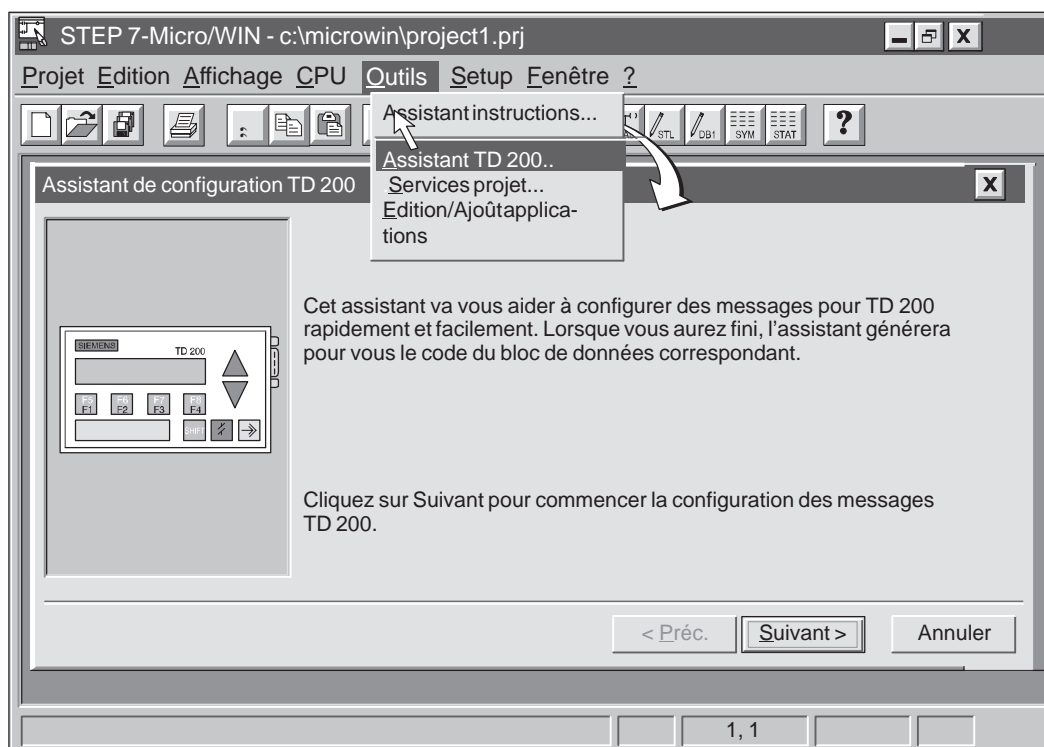 STEP 7-Micro/WIN - c:\microwin\project1.prj
Projet Edition Affichage CPU Outils Setup Fenêtre ?
Assistant instructions...
Assistant TD 200..
Services projet...
Edition/Ajoût applica-
tions
STL
DB1
SYM
STAT
?
Assistant de configuration TD 200
Cet assistant va vous aider à configurer des messages pour TD 200
rapidement et facilement. Lorsque vous aurez fini, l'assistant générera
pour vous le code du bloc de données correspondant.
SIEMENS
TD 200
F5 F6 F7 F8
F1 F2 F3 F4
SHIFT
Cliquez sur Suivant pour commencer la configuration des messages
TD 200.
< Préc. Suivant > Annuler
1, 1